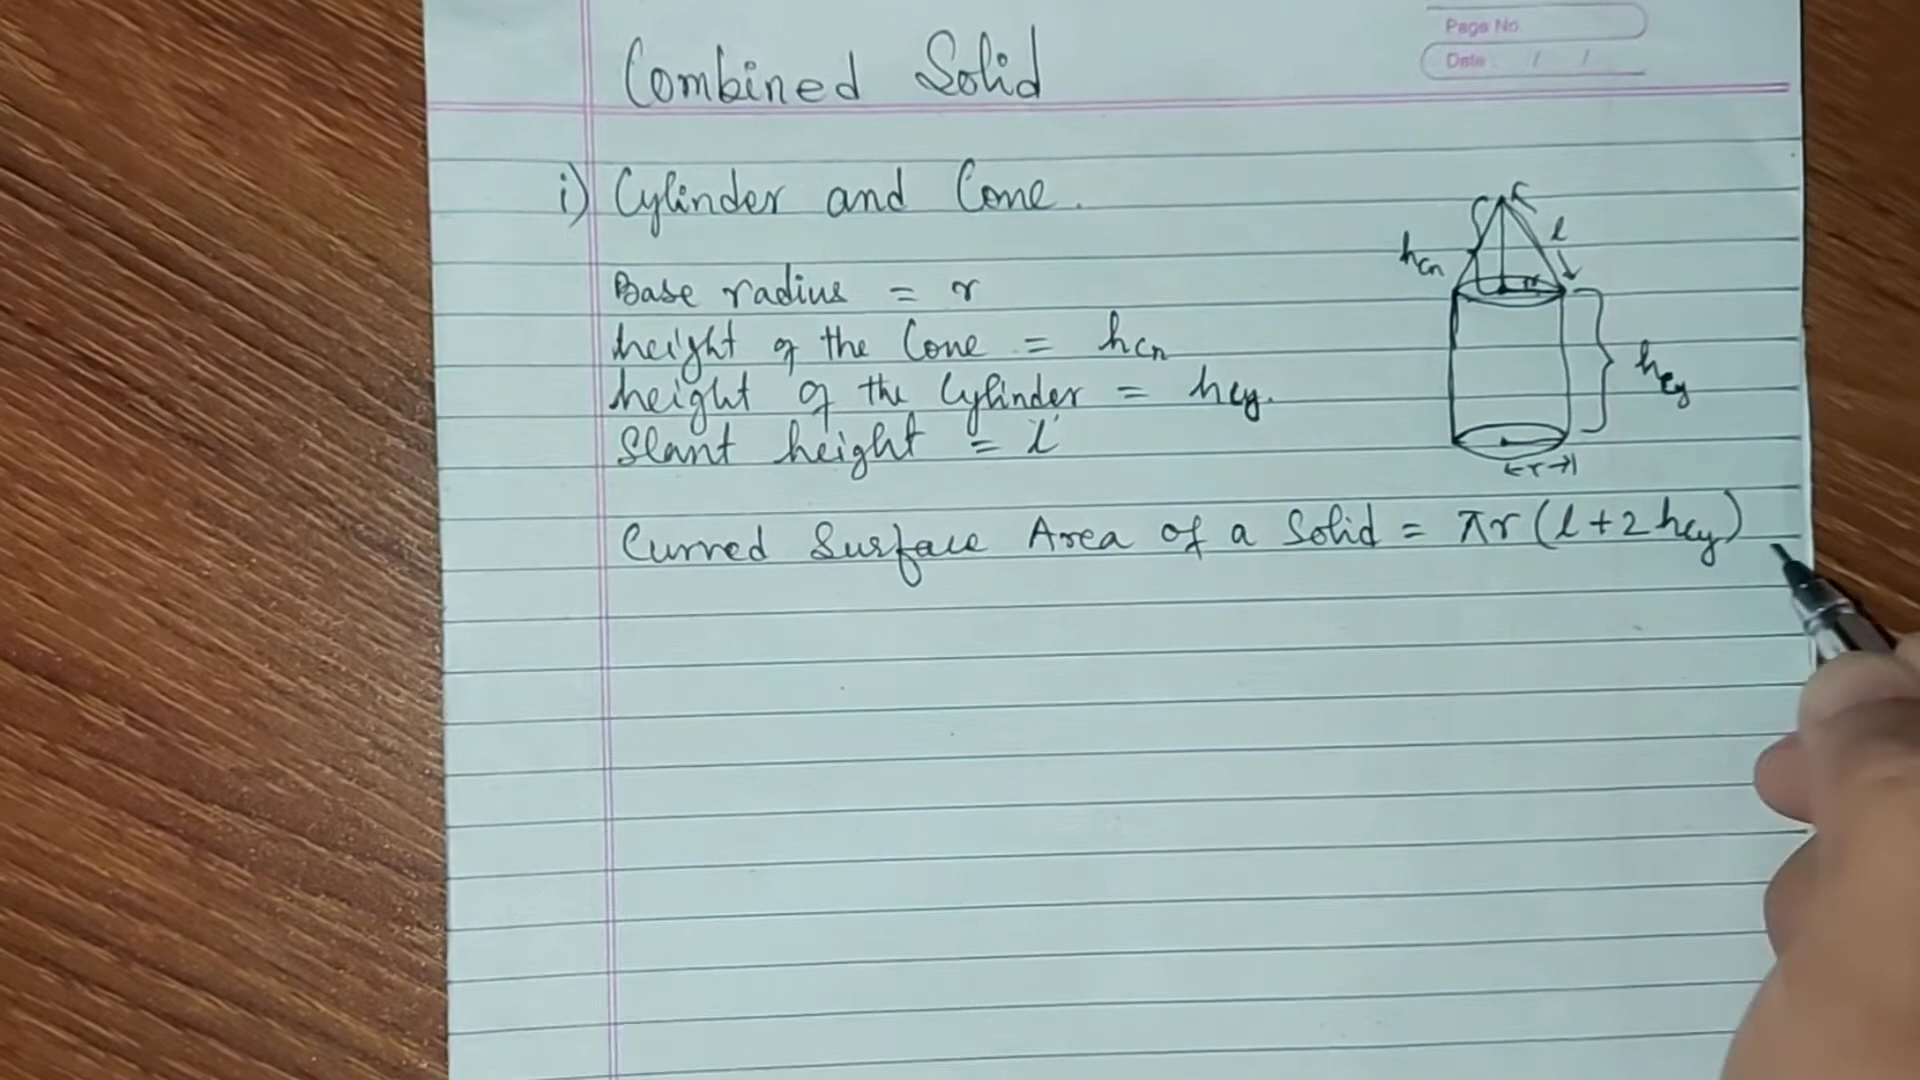 Page No
Date : / /
Combined Solid
i) Cylinder and Cone.
Base radius = r
height of the Cone = hcn
height of the Cylinder = hcy.
Slant height = l
hcn
l
r
hcy
r
Curved Surface Area of a Solid = πr(l+2hcy)